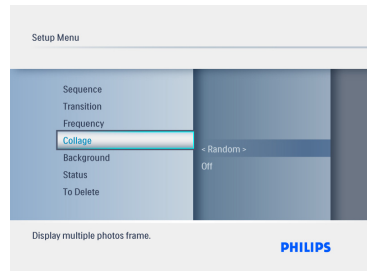 Setup Menu
Sequence
Transition
Frequency
Collage
Background
Status
To Delete
< Random >
Off
Display multiple photos frame.
PHILIPS